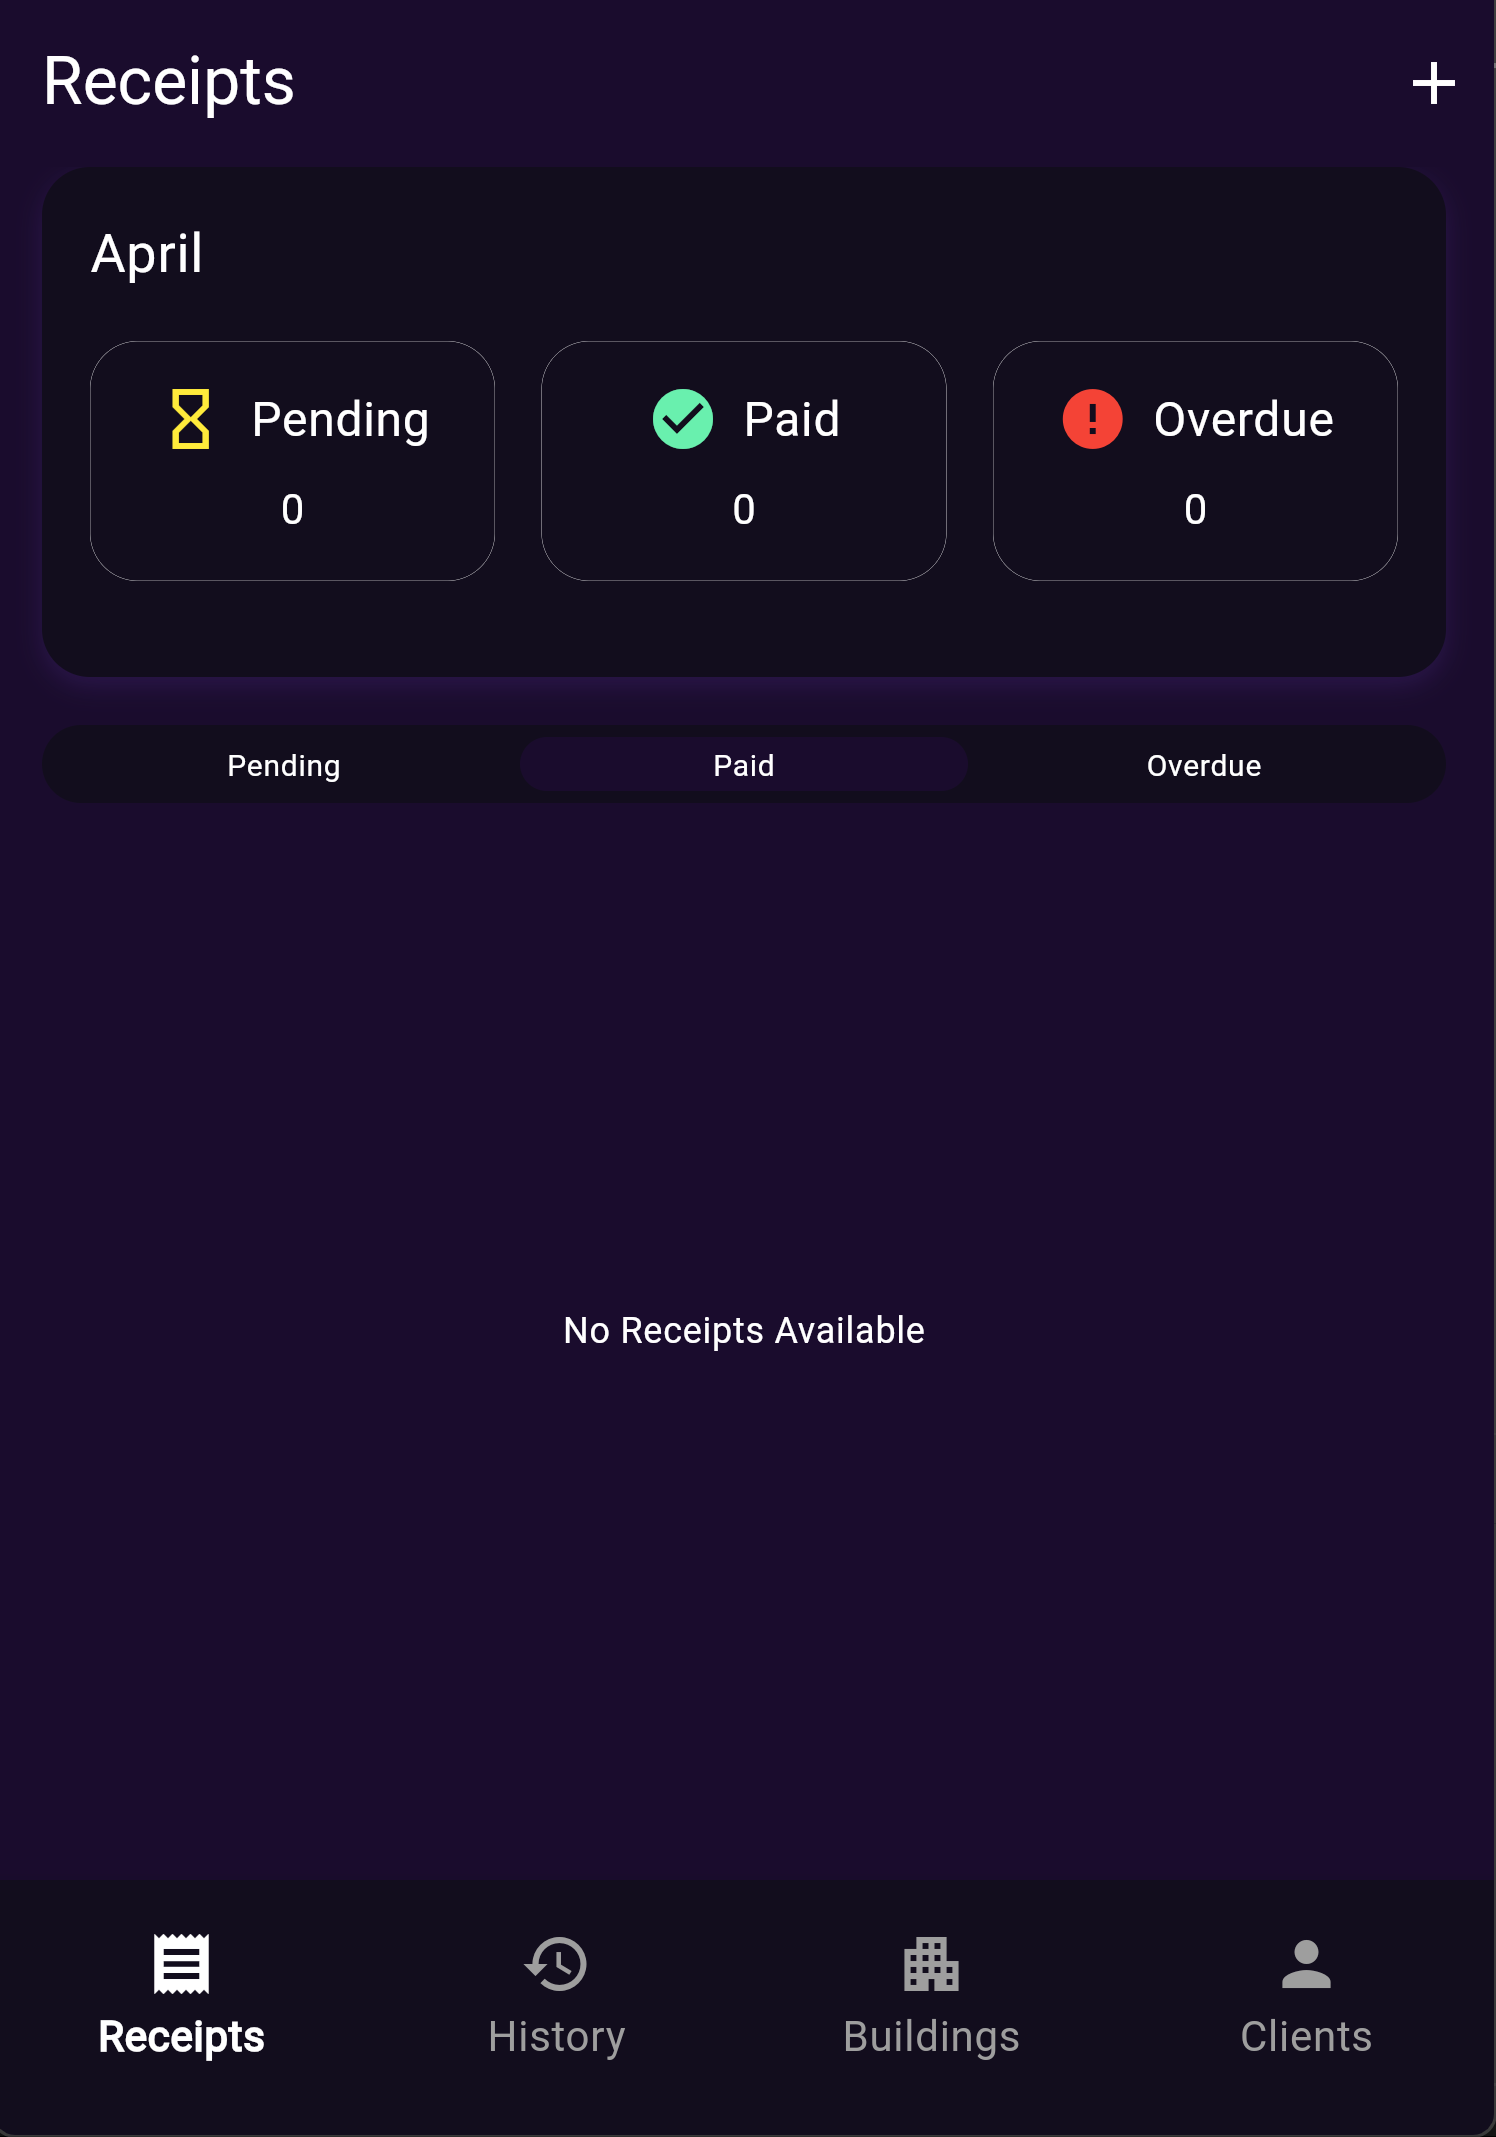 Receipts
April
Pending
Paid
Overdue
0
0
0
Pending
Paid
Overdue
No Receipts Available
Receipts
History
Buildings
Clients